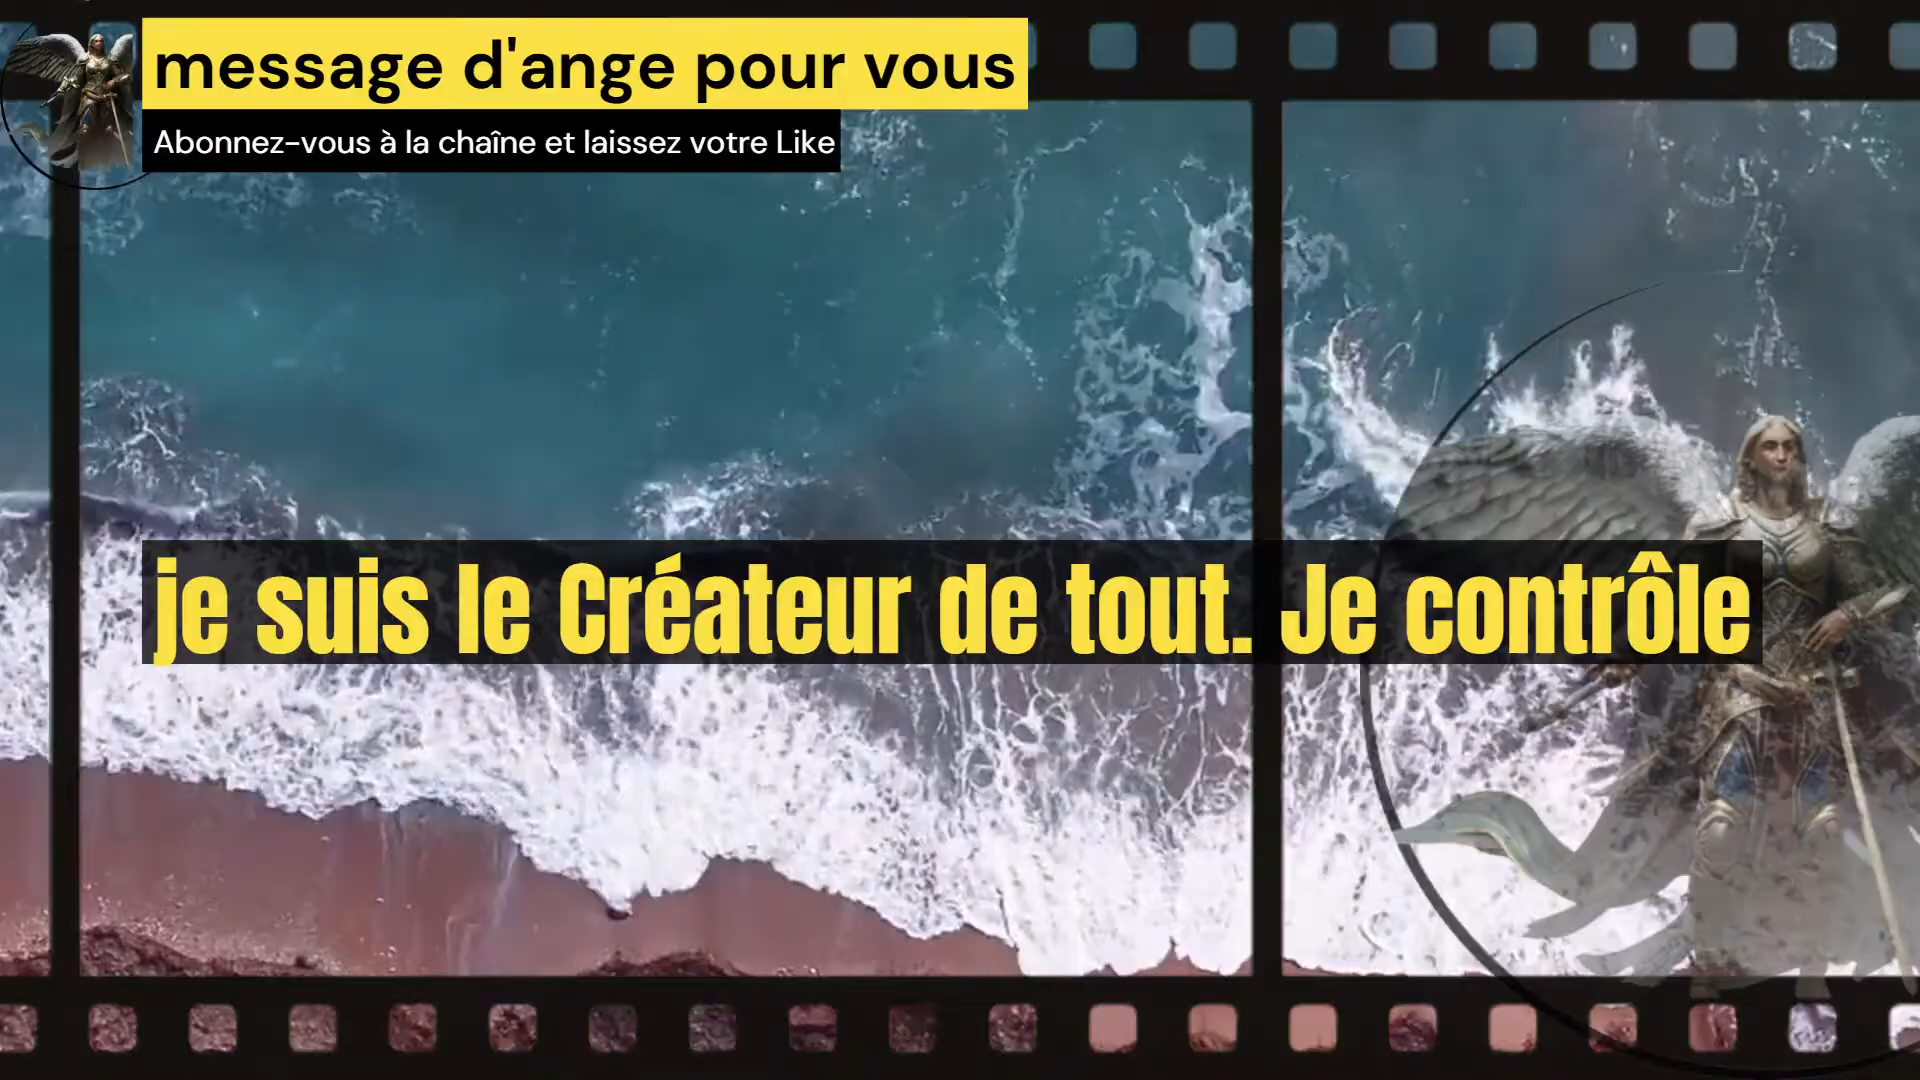 message d'ange pour vous
Abonnez-vous à la chaîne et laissez votre Like
je suis le Créateur de tout. Je contrôle